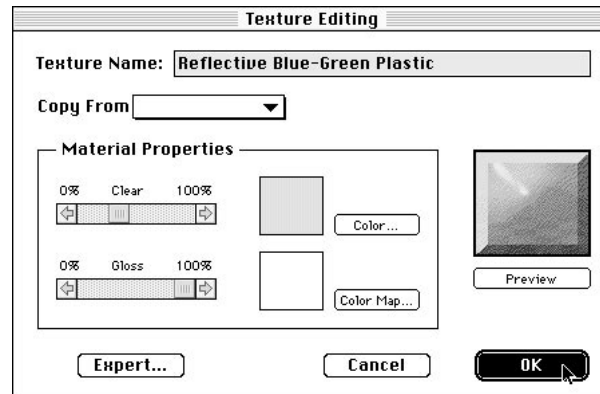 Texture Editing
Texture Name: Reflective Blue-Green Plastic
Copy From
Material Properties
0% Clear 100%
Color...
0% Gloss 100%
Color Map...
Preview
Expert...
Cancel
OK